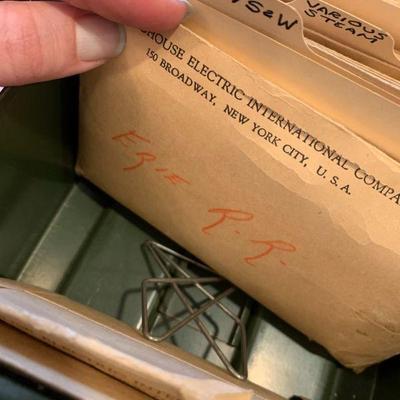 /S&W
VARIOUS
STEAM
HOUSE ELECTRIC INTERNATIONAL COMPA
150 BROADWAY, NEW YORK CITY, U. S. A.
ERIE R.R.